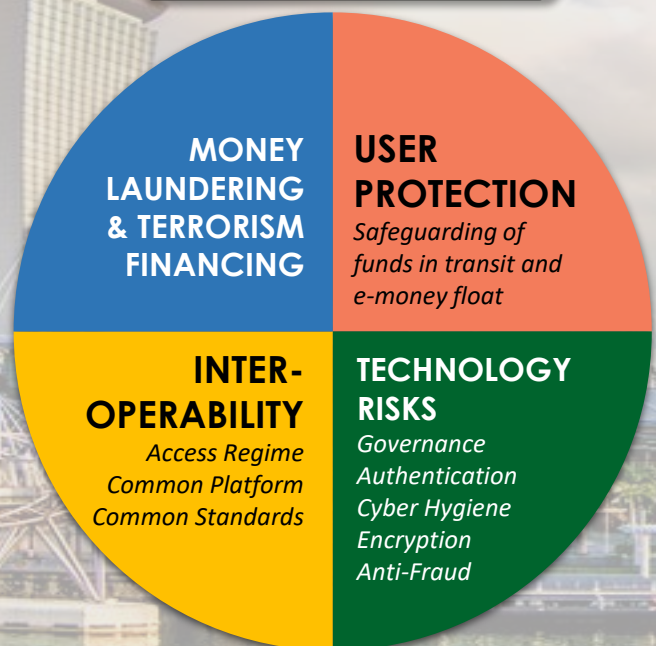 MONEY
LAUNDERING
& TERRORISM
FINANCING
USER
PROTECTION
Safeguarding of
funds in transit and
e-money float
INTER-
OPERABILITY
Access Regime
Common Platform
Common Standards
TECHNOLOGY
RISKS
Governance
Authentication
Cyber Hygiene
Encryption
Anti-Fraud